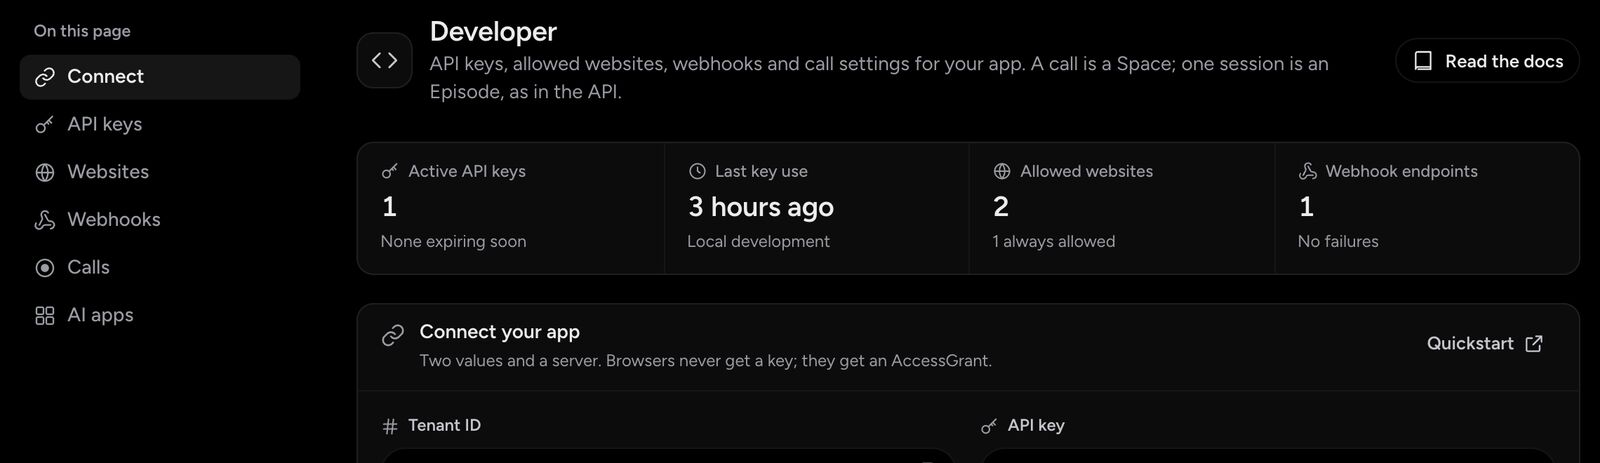 On this page
Connect
API keys
Websites
Webhooks
Calls
AI apps
Developer
API keys, allowed websites, webhooks and call settings for your app. A call is a Space; one session is an
Episode, as in the API.
Read the docs
Active API keys
1
None expiring soon
Last key use
3 hours ago
Local development
Allowed websites
2
1 always allowed
Webhook endpoints
1
No failures
Connect your app
Two values and a server. Browsers never get a key; they get an AccessGrant.
Quickstart
Tenant ID
API key